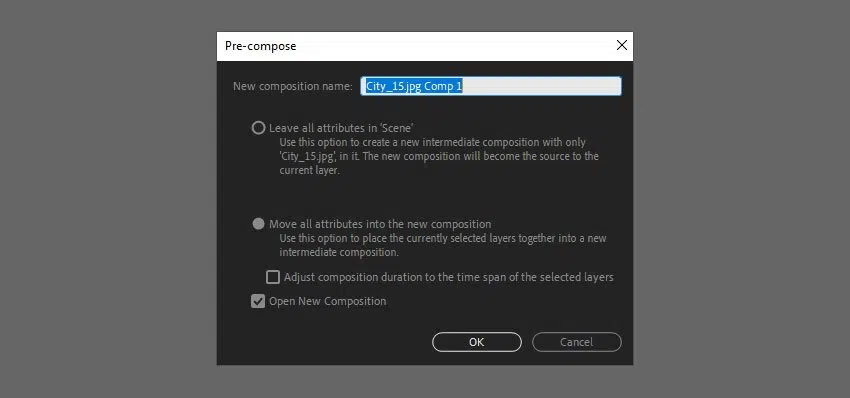 Pre-compose
New composition name: City_15.jpg Comp 1
Leave all attributes in 'Scene'
Use this option to create a new intermediate composition with only
'City_15.jpg', in it. The new composition will become the source to the
current layer.
Move all attributes into the new composition
Use this option to place the currently selected layers together into a new
intermediate composition.
Adjust composition duration to the time span of the selected layers
Open New Composition
OK Cancel